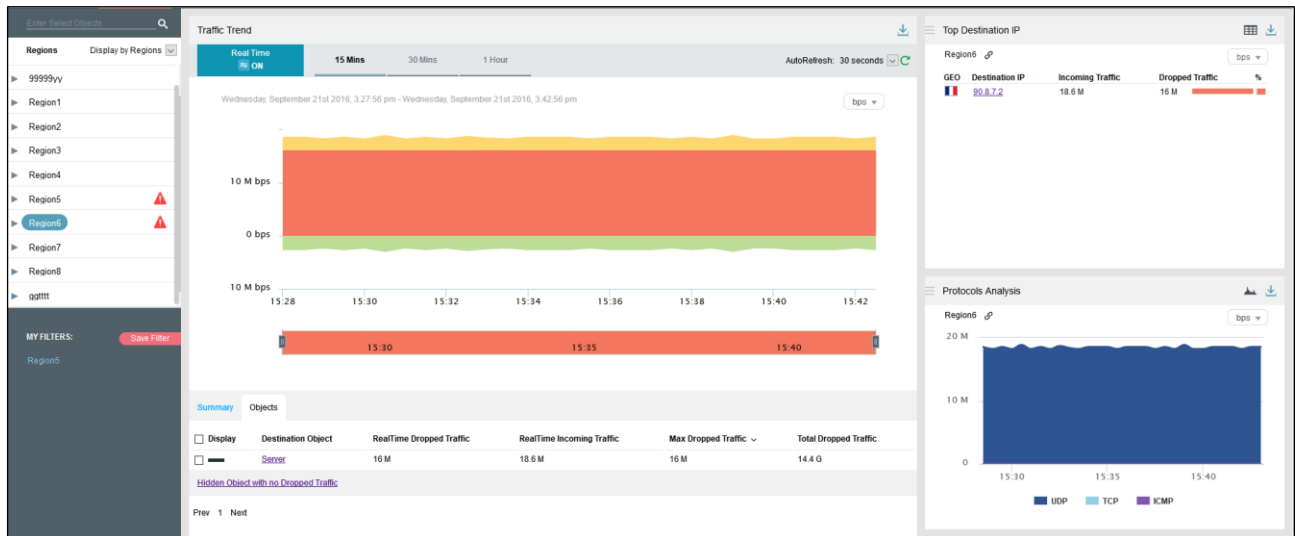 Enter Select Objects
Regions Display by Regions
99999yy
Region1
Region2
Region3
Region4
Region5
Region6
Region7
Region8
ggtttt
MY FILTERS: Save Filter
Region5
Traffic Trend
Real Time
ON
15 Mins 30 Mins 1 Hour
AutoRefresh: 30 seconds
Wednesday, September 21st 2016, 3:27:56 pm - Wednesday, September 21st 2016, 3:42:56 pm
bps
10 M bps
0 bps
10 M bps
15:28 15:30 15:32 15:34 15:36 15:38 15:40 15:42
15:30 15:35 15:40
Summary Objects
Display Destination Object RealTime Dropped Traffic RealTime Incoming Traffic Max Dropped Traffic Total Dropped Traffic
Server 16 M 18.6 M 16 M 14.4 G
Hidden Object with no Dropped Traffic
Prev 1 Next
Top Destination IP
Region6
bps
GEO Destination IP Incoming Traffic Dropped Traffic %
90.8.7.2 18.6 M 16 M
Protocols Analysis
Region6
bps
20 M
10 M
0
15:30 15:35 15:40
UDP TCP ICMP